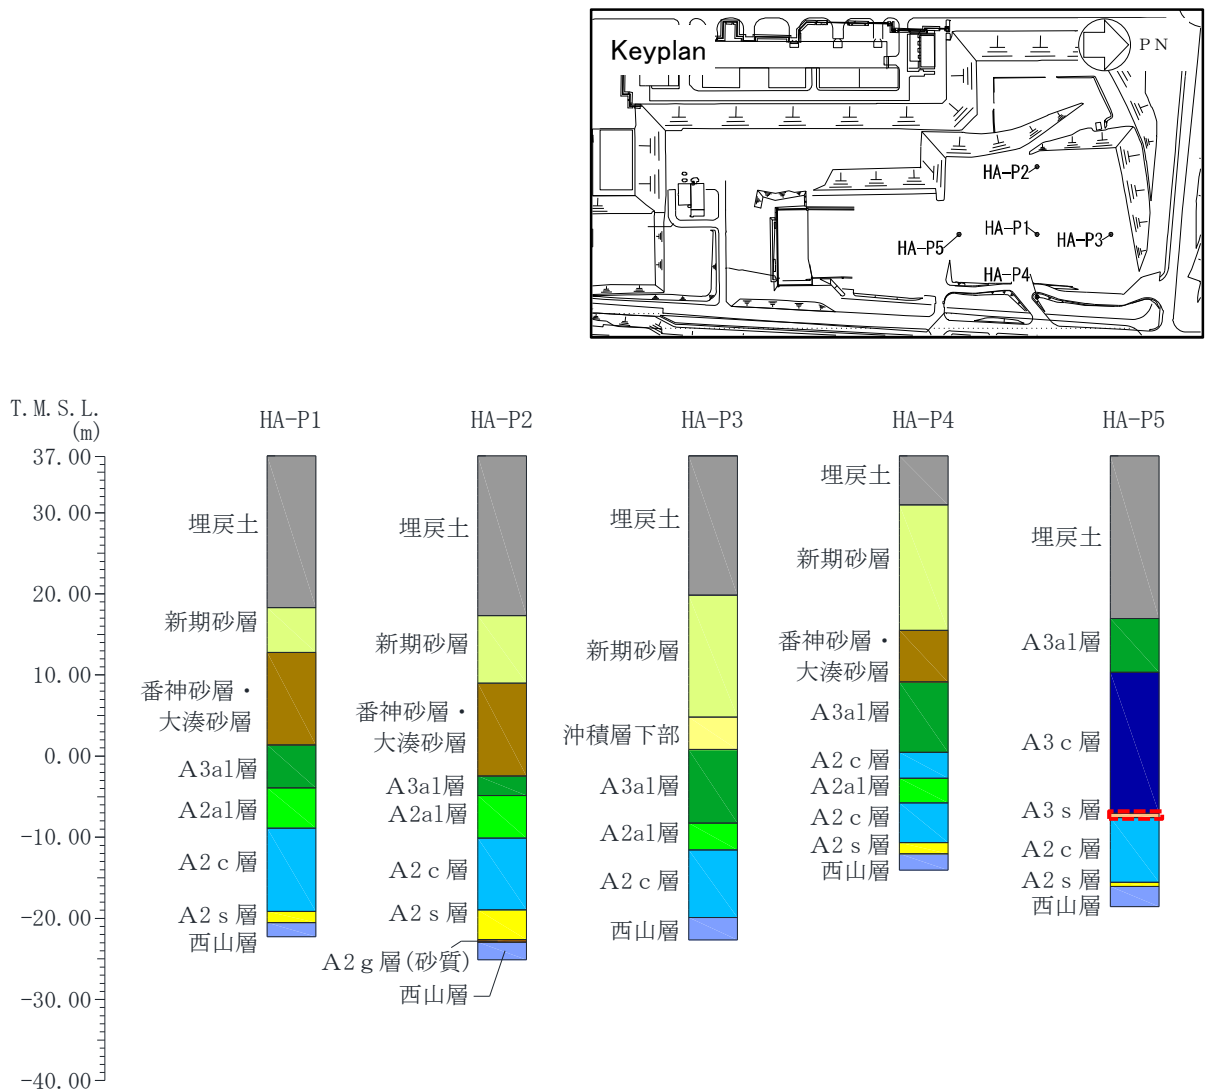 Keyplan
PN
HA-P2
HA-P1
HA-P3
HA-P5
HA-P4
T.M.S.L.
(m)
37.00
30.00
20.00
10.00
0.00
-10.00
-20.00
-30.00
-40.00
HA-P1
埋戻土
新期砂層
番神砂層・
大湊砂層
A3al層
A2al層
A2c層
A2s層
西山層
HA-P2
埋戻土
新期砂層
番神砂層・
大湊砂層
A3al層
A2al層
A2c層
A2s層
A2g層(砂質)
西山層
HA-P3
埋戻土
新期砂層
沖積層下部
A3al層
A2al層
A2c層
西山層
HA-P4
埋戻土
新期砂層
番神砂層・
大湊砂層
A3al層
A2c層
A2al層
A2c層
A2s層
西山層
HA-P5
埋戻土
A3al層
A3c層
A3s層
A2c層
A2s層
西山層